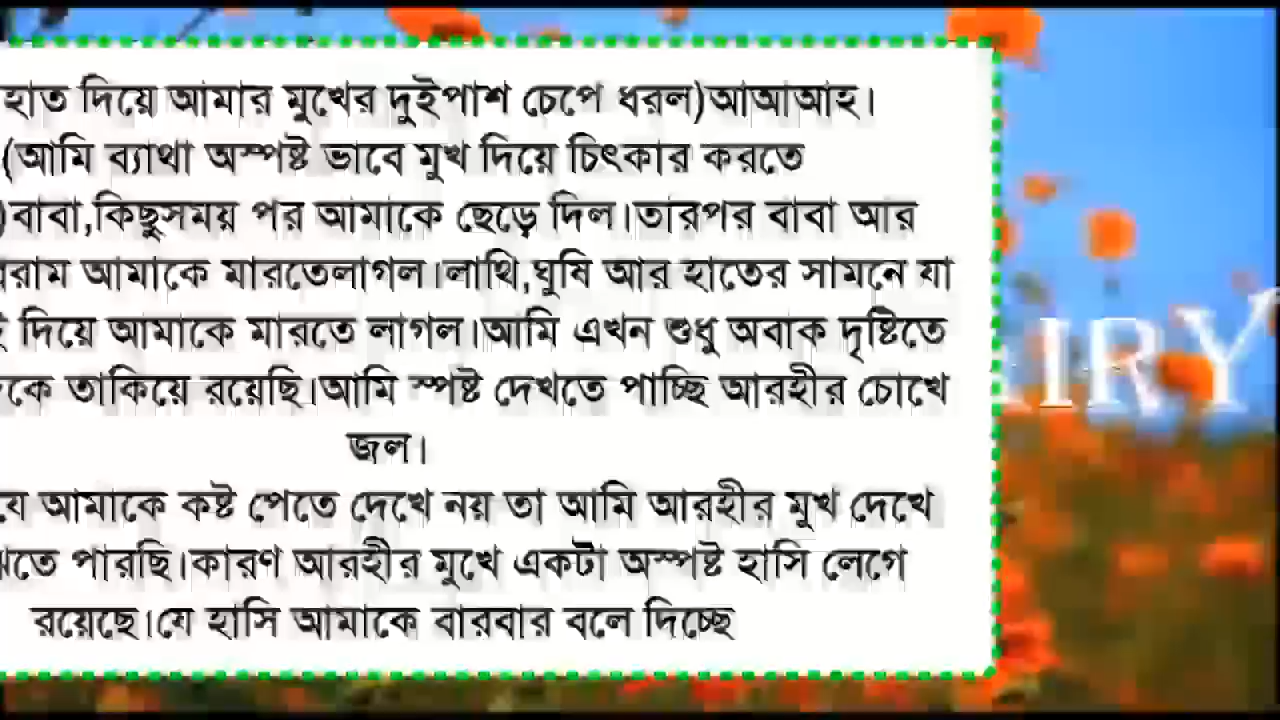 হাত দিয়ে আমার মুখের দুইপাশ চেপে ধরল)আআআহ।
(আমি ব্যাথা অস্পষ্ট ভাবে মুখ দিয়ে চিৎকার করতে
)বাবা,কিছুসময় পর আমাকে ছেড়ে দিল।তারপর বাবা আর
আমাকে মারতেলাগল।লাথি,ঘুষি আর হাতের সামনে যা
দিয়ে আমাকে মারতে লাগল।আমি এখন শুধু অবাক দৃষ্টিতে
তাকিয়ে রয়েছি।আমি স্পষ্ট দেখতে পাচ্ছি আরহীর চোখে
জল।
যে আমাকে কষ্ট পেতে দেখে নয় তা আমি আরহীর মুখ দেখে
পারছি।কারণ আরহীর মুখে একটা অস্পষ্ট হাসি লেগে
রয়েছে।যে হাসি আমাকে বারবার বলে দিচ্ছে